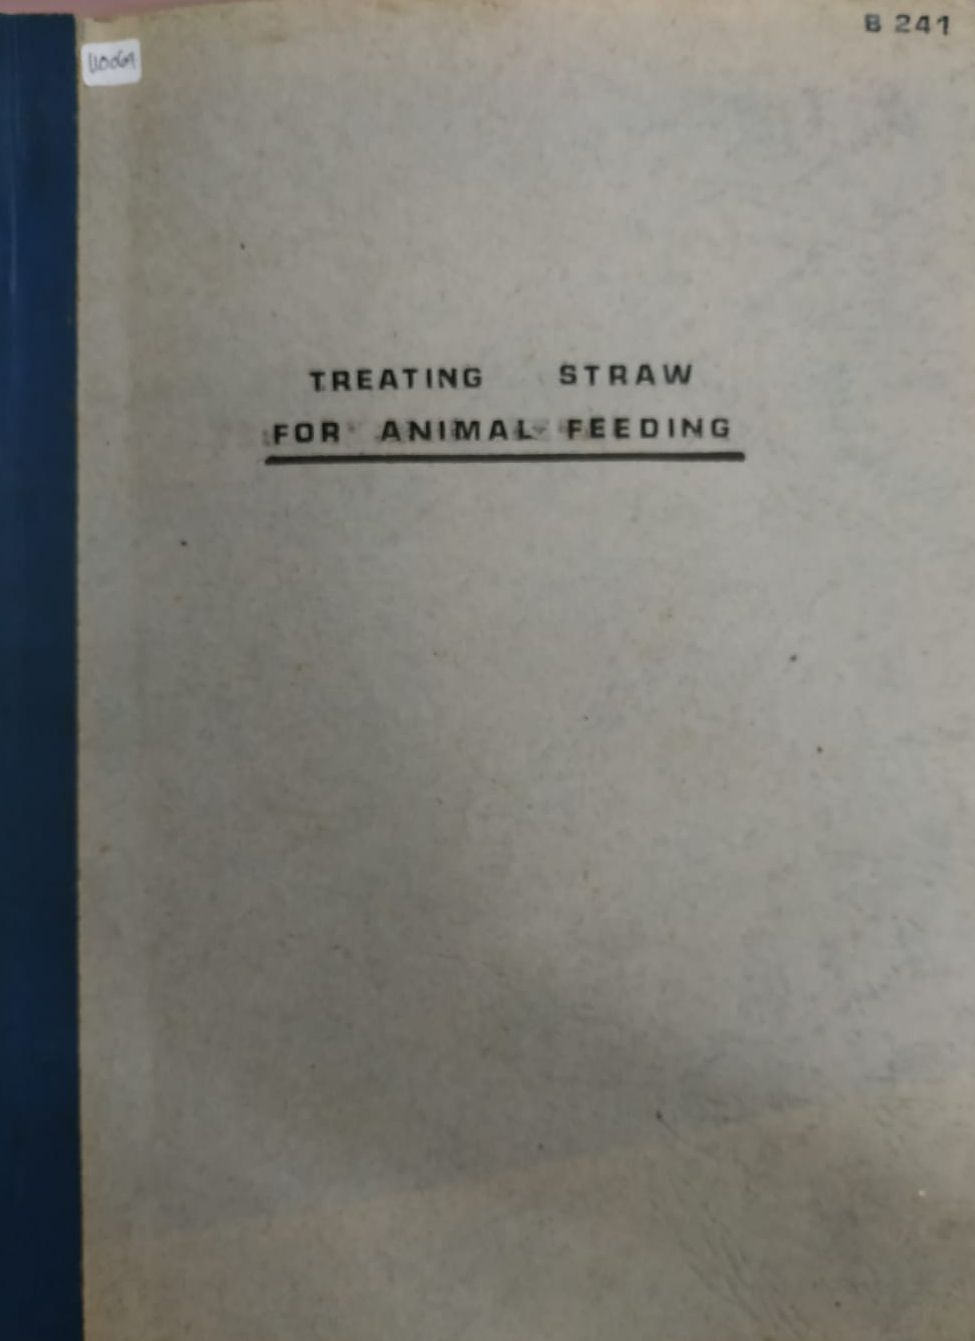 B 241
TREATING STRAW
FOR ANIMAL FEEDING